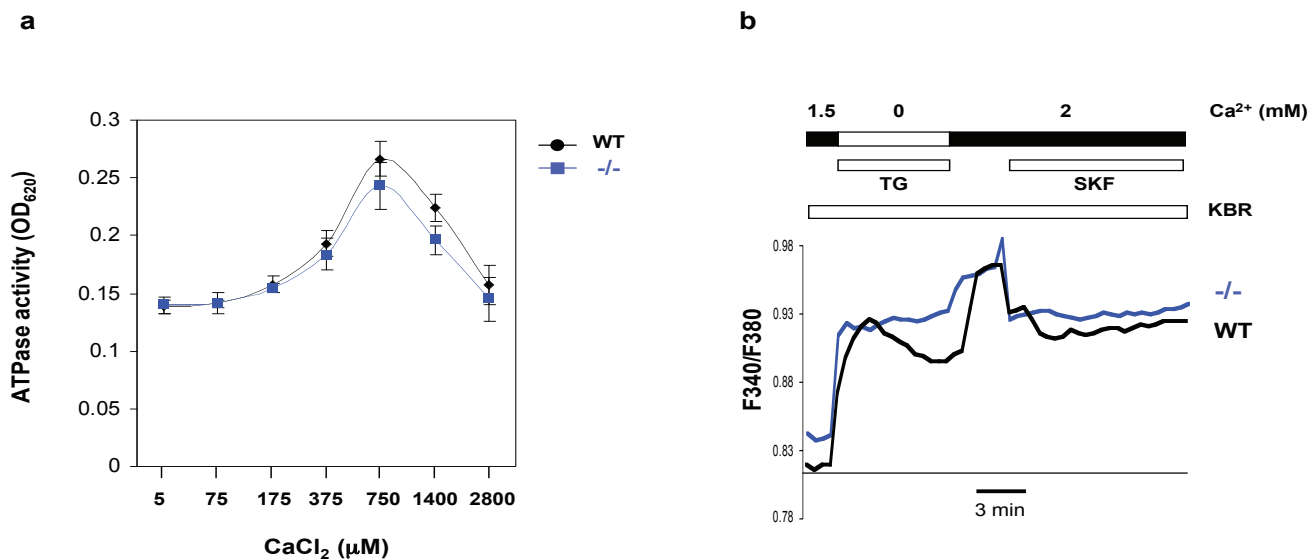 a
ATPase activity (OD620)
0.3
0.25
0.2
0.15
0.1
0.05
0
5 75 175 375 750 1400 2800
CaCl2 (μM)
WT
-/-
b
1.5 0 2 Ca²⁺ (mM)
TG SKF
KBR
F340/F380
0.98
0.93
0.88
0.83
0.78
-/-
WT
3 min